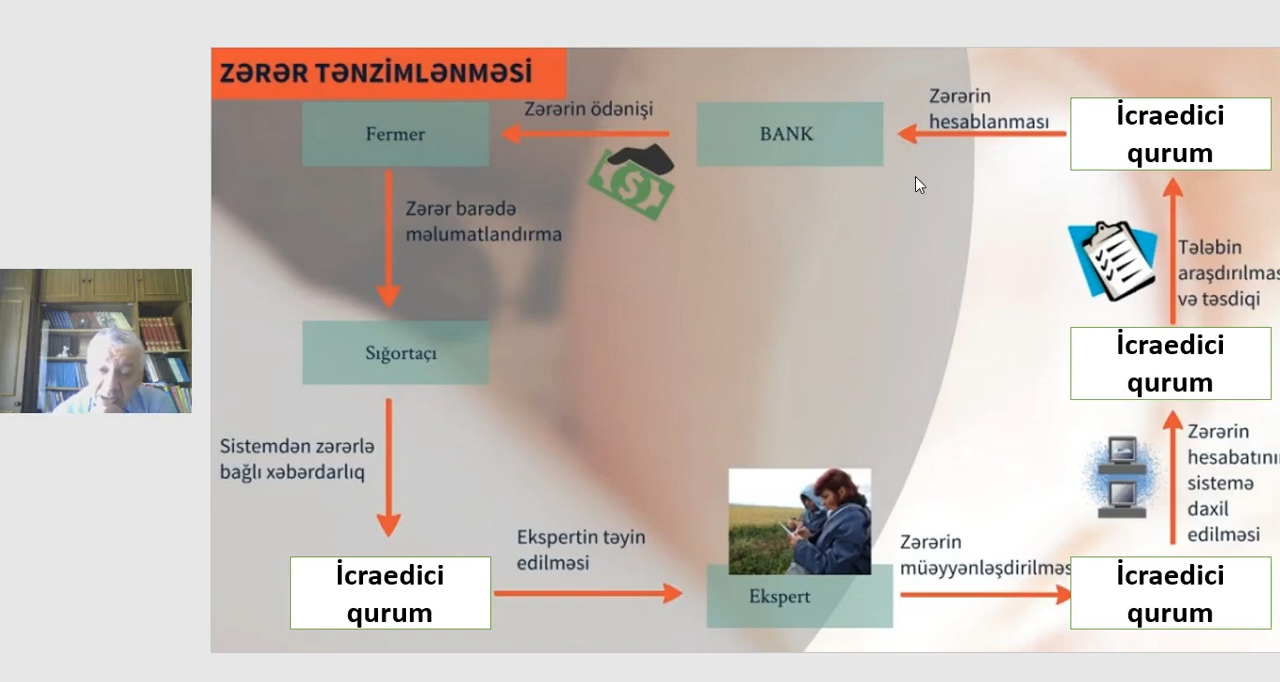 ZƏRƏR TƏNZİMLƏNMƏSİ
Fermer
Zərərin ödənişi
BANK
Zərərin
hesablanması
İcraedici
qurum
Zərər barədə
məlumatlandırma
Tələbin
araşdırılmas
və təsdiqi
Sığortaçı
İcraedici
qurum
Sistemdən zərərlə
bağlı xəbərdarlıq
Zərərin
hesabatını
sistemə
daxil
edilməsi
İcraedici
qurum
Ekspertin təyin
edilməsi
Ekspert
Zərərin
müəyyənləşdirilməs
İcraedici
qurum